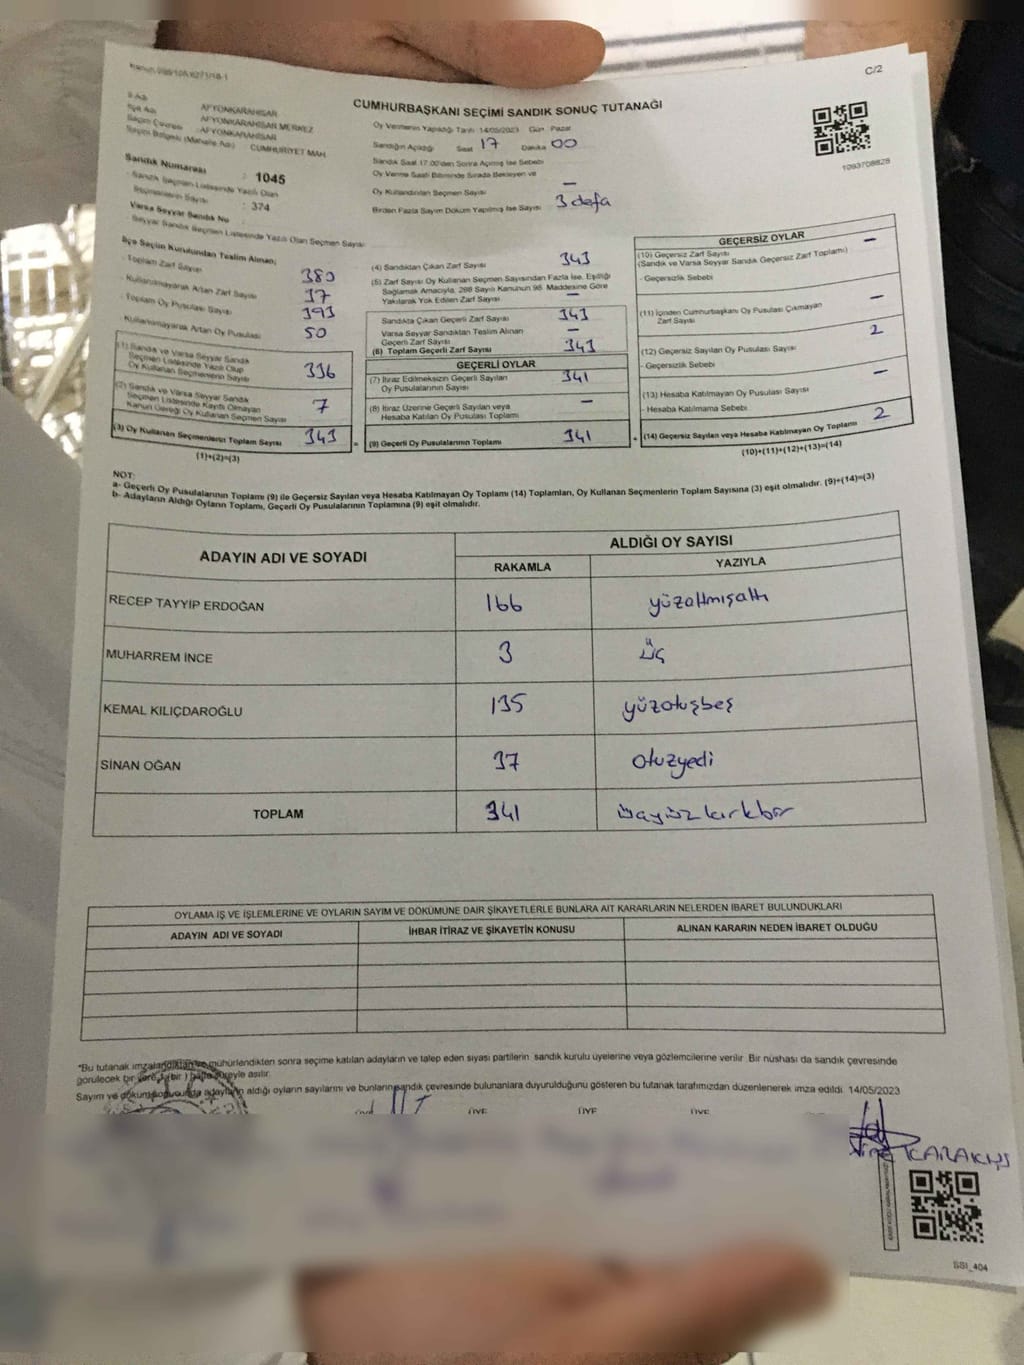 C/2
CUMHURBAŞKANI SEÇİMİ SANDIK SONUÇ TUTANAĞI
İl Adı : AFYONKARAHİSAR
İlçe Adı : AFYONKARAHİSAR MERKEZ
Seçim Çevresi : AFYONKARAHİSAR
Seçim Bölgesi (Mahalle Adı) : CUMHURİYET MAH.
Sandık Numarası : 1045
- Sandık Seçmen Listesinde Yazılı Olan
Seçmenlerin Sayısı : 374
Varsa Seyyar Sandık No :
- Seyyar Sandık Seçmen Listesinde Yazılı Olan Seçmen Sayısı:
Oy Vermenin Yapıldığı Tarih 14/05/2023 Gün Pazar
Sandığın Açıldığı Saat 17 Dakika 00
Sandık Saat 17.00'den Sonra Açılmış İse Sebebi
Oy Verme Saati Bitiminde Sırada Bekleyen ve
Oy Kullandırılan Seçmen Sayısı —
Birden Fazla Sayım Döküm Yapılmış İse Sayısı 3 defa
1093708828
İlçe Seçim Kurulundan Teslim Alınan;
- Toplam Zarf Sayısı 380
- Kullanılmayarak Artan Zarf Sayısı 37
- Toplam Oy Pusulası Sayısı 393
- Kullanılmayarak Artan Oy Pusulası 50
(1) Sandık ve Varsa Seyyar Sandık
Seçmen Listesinde Yazılı Olup
Oy Kullanan Seçmenlerin Sayısı 336
(2) Sandık ve Varsa Seyyar Sandık
Seçmen Listesinde Kayıtlı Olmayan
Kanun Gereği Oy Kullanan Seçmen Sayısı 7
(3) Oy Kullanan Seçmenlerin Toplam Sayısı 343 =
(1)+(2)=(3)
(4) Sandıktan Çıkan Zarf Sayısı 343
(5) Zarf Sayısı Oy Kullanan Seçmen Sayısından Fazla İse, Eşitliği
Sağlamak Amacıyla, 298 Sayılı Kanunun 98. Maddesine Göre
Yakılarak Yok Edilen Zarf Sayısı —
Sandıkta Çıkan Geçerli Zarf Sayısı 343
Varsa Seyyar Sandıktan Teslim Alınan
Geçerli Zarf Sayısı —
(6) Toplam Geçerli Zarf Sayısı 343
GEÇERLİ OYLAR
(7) İtiraz Edilmeksizin Geçerli Sayılan
Oy Pusulalarının Sayısı 341
(8) İtiraz Üzerine Geçerli Sayılan veya
Hesaba Katılan Oy Pusulası Toplamı —
(9) Geçerli Oy Pusulalarının Toplamı 341 +
GEÇERSİZ OYLAR
(10) Geçersiz Zarf Sayısı —
(Sandık ve Varsa Seyyar Sandık Geçersiz Zarf Toplamı)
- Geçersizlik Sebebi
(11) İçinden Cumhurbaşkanı Oy Pusulası Çıkmayan
Zarf Sayısı —
(12) Geçersiz Sayılan Oy Pusulası Sayısı 2
- Geçersizlik Sebebi
(13) Hesaba Katılmayan Oy Pusulası Sayısı —
- Hesaba Katılmama Sebebi
(14) Geçersiz Sayılan veya Hesaba Katılmayan Oy Toplamı 2
(10)+(11)+(12)+(13)=(14)
NOT:
a- Geçerli Oy Pusulalarının Toplamı (9) ile Geçersiz Sayılan veya Hesaba Katılmayan Oy Toplamı (14) Toplamları, Oy Kullanan Seçmenlerin Toplam Sayısına (3) eşit olmalıdır. (9)+(14)=(3)
b- Adayların Aldığı Oyların Toplamı, Geçerli Oy Pusulalarının Toplamına (9) eşit olmalıdır.
ADAYIN ADI VE SOYADI
ALDIĞI OY SAYISI
RAKAMLA YAZIYLA
RECEP TAYYİP ERDOĞAN 166 yüzaltmışaltı
MUHARREM İNCE 3 üç
KEMAL KILIÇDAROĞLU 135 yüzotuzbeş
SİNAN OĞAN 37 otuzyedi
TOPLAM 341 üçyüzkırkbir
OYLAMA İŞ VE İŞLEMLERİNE VE OYLARIN SAYIM VE DÖKÜMÜNE DAİR ŞİKAYETLERLE BUNLARA AİT KARARLARIN NELERDEN İBARET BULUNDUKLARI
ADAYIN ADI VE SOYADI İHBAR İTİRAZ VE ŞİKAYETİN KONUSU ALINAN KARARIN NEDEN İBARET OLDUĞU
*Bu tutanak imzalandıktan ve mühürlendikten sonra seçime katılan adayların ve talep eden siyasi partilerin sandık kurulu üyelerine veya gözlemcilerine verilir. Bir nüshası da sandık çevresinde
görülecek bir yere 1 (bir) hafta süreyle asılır.
Sayım ve döküm sonucunda adayların aldığı oyların sayılarını ve bunların sandık çevresinde bulunanlara duyurulduğunu gösteren bu tutanak tarafımızdan düzenlenerek imza edildi. 14/05/2023
ÜYE ÜYE ÜYE
KARAKUŞ
SSI_404